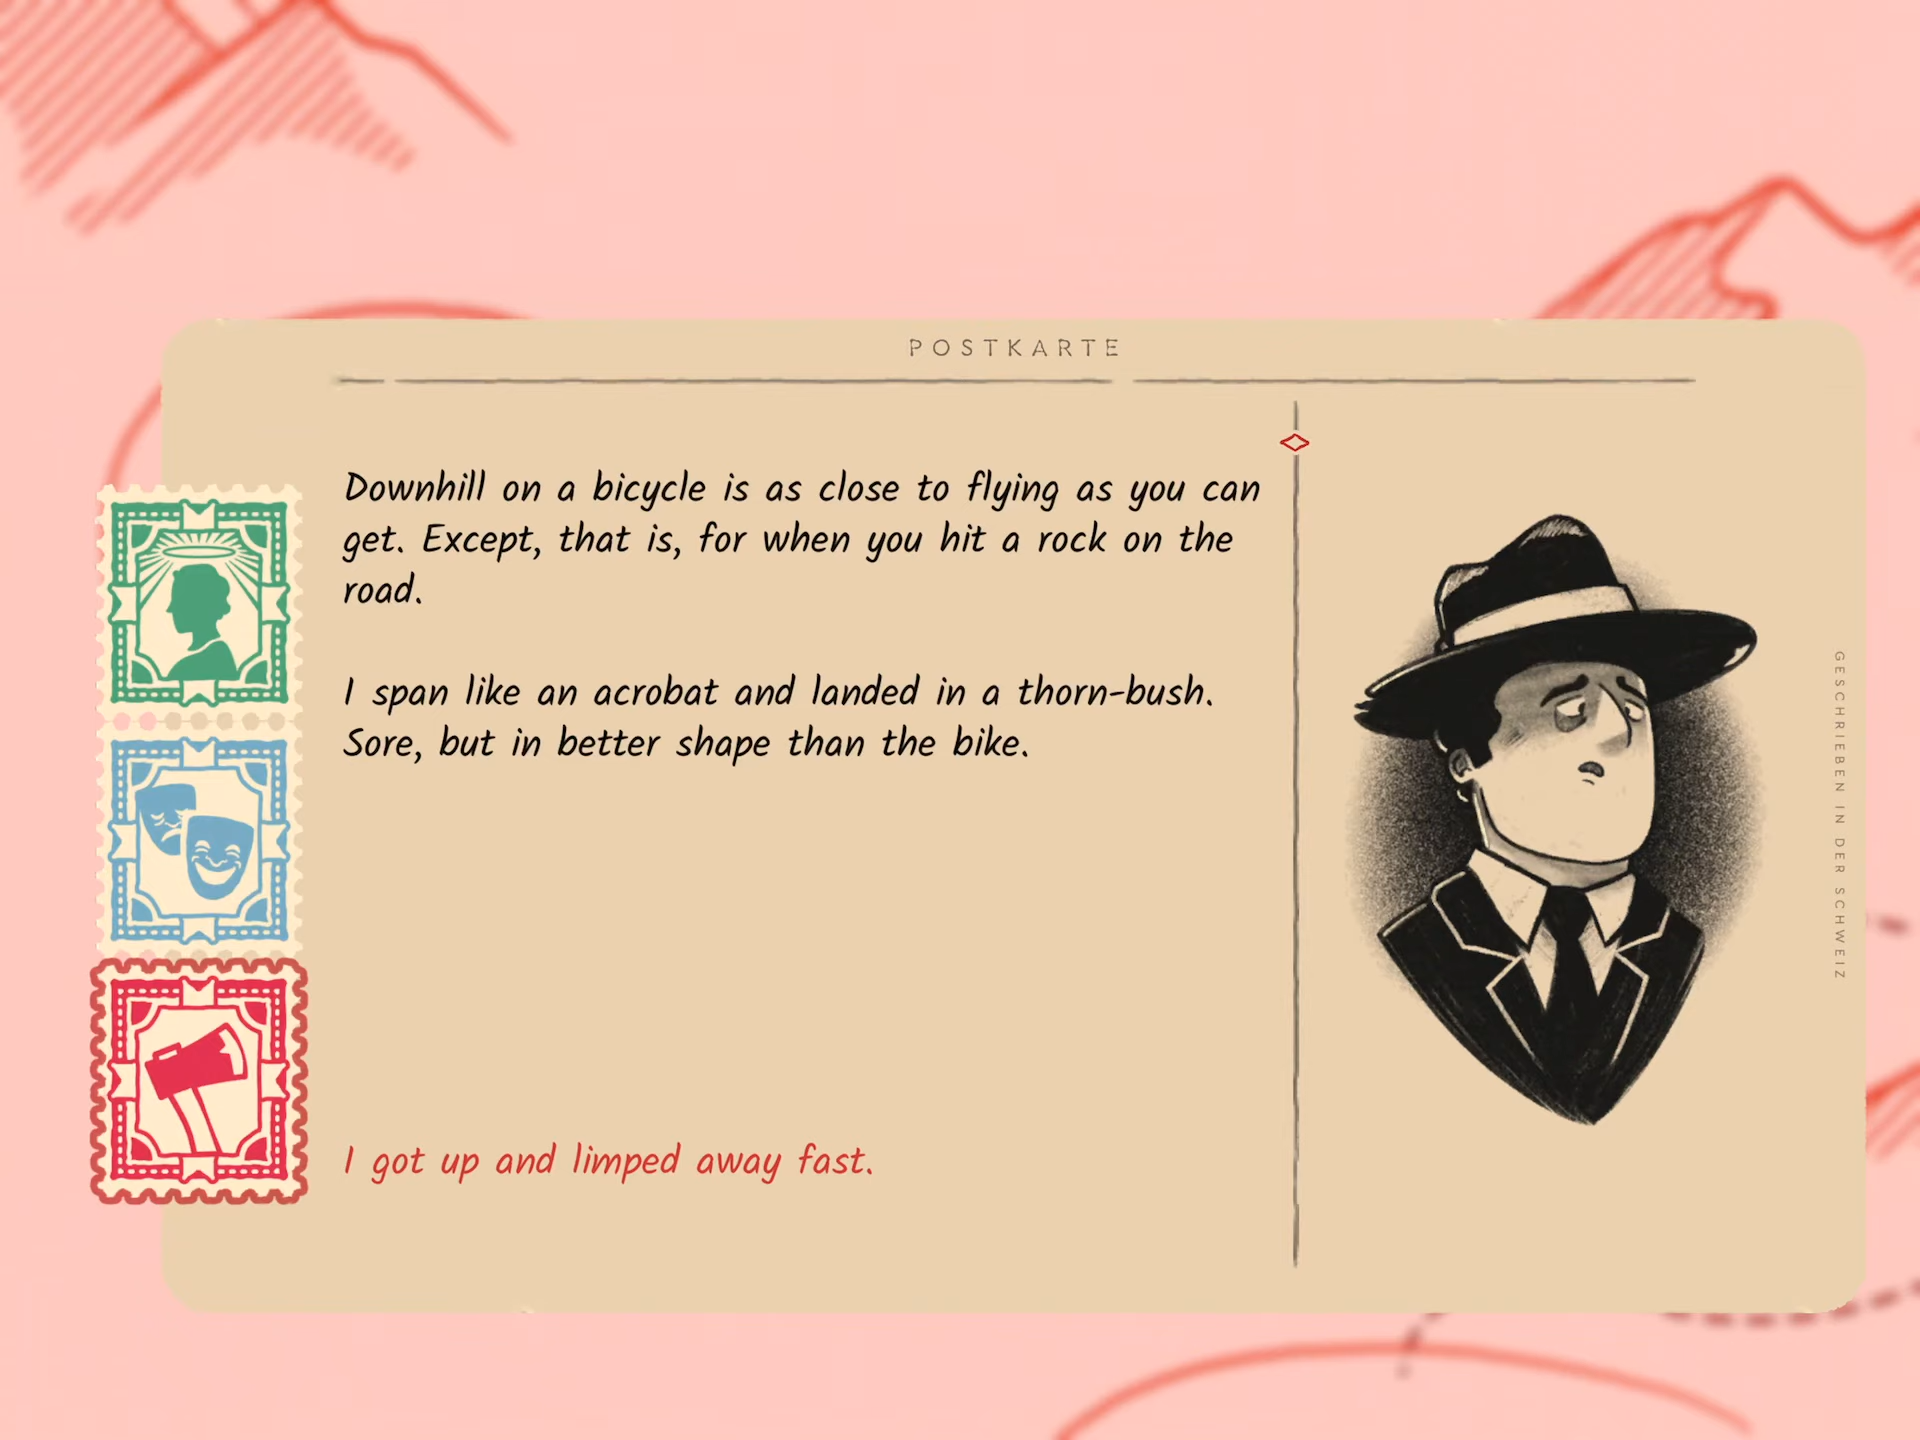 POSTKARTE
Downhill on a bicycle is as close to flying as you can
get. Except, that is, for when you hit a rock on the
road.
I span like an acrobat and landed in a thorn-bush.
Sore, but in better shape than the bike.
I got up and limped away fast.
GESCHRIEBEN IN DER SCHWEIZ